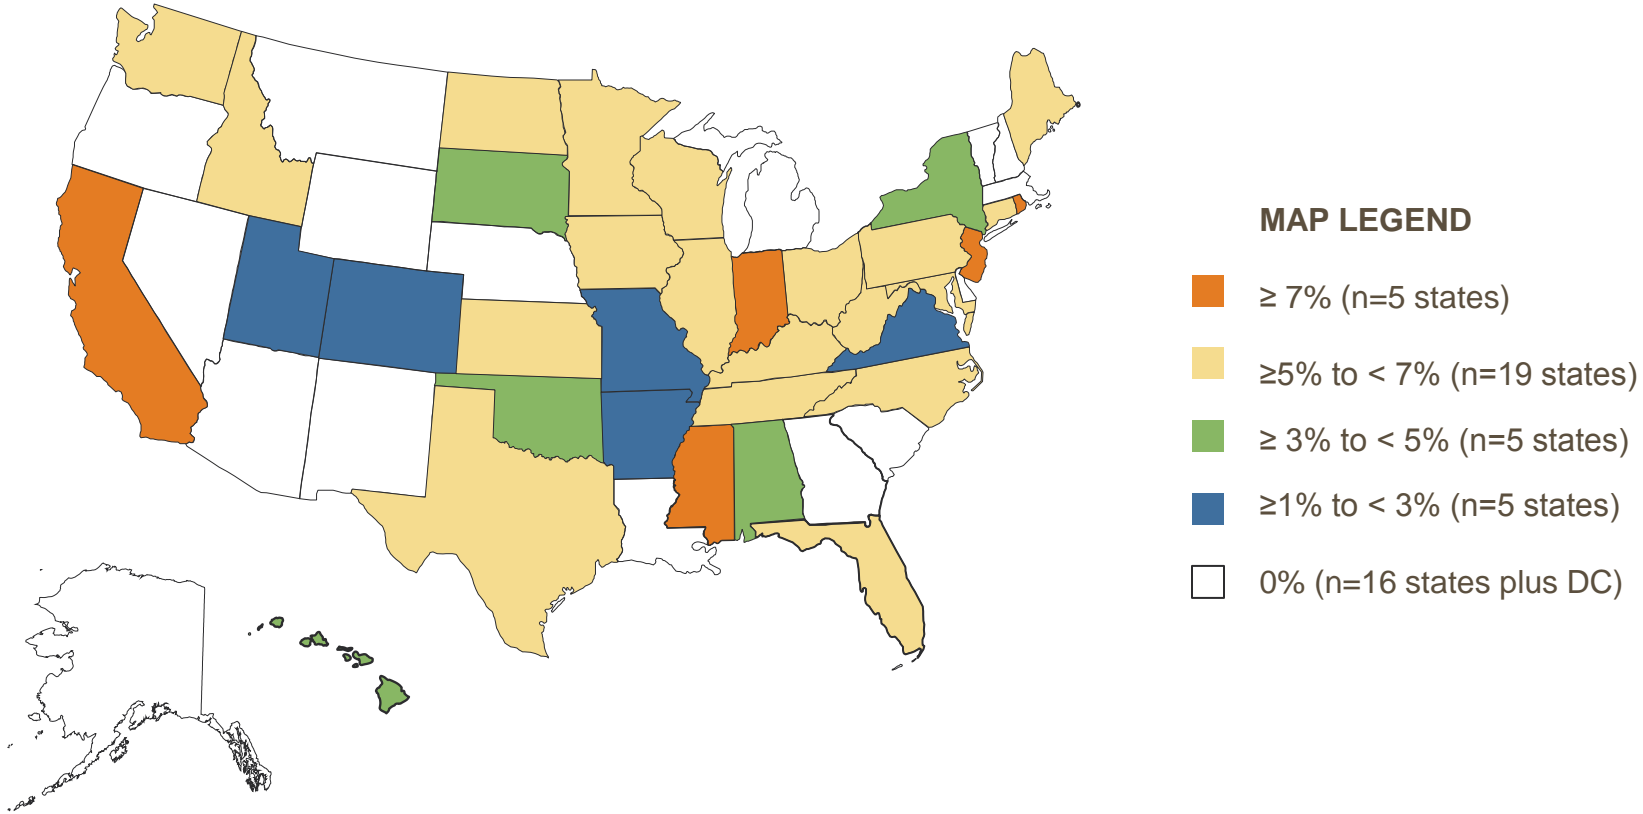 MAP LEGEND
≥ 7% (n=5 states)
≥5% to < 7% (n=19 states)
≥ 3% to < 5% (n=5 states)
≥1% to < 3% (n=5 states)
0% (n=16 states plus DC)